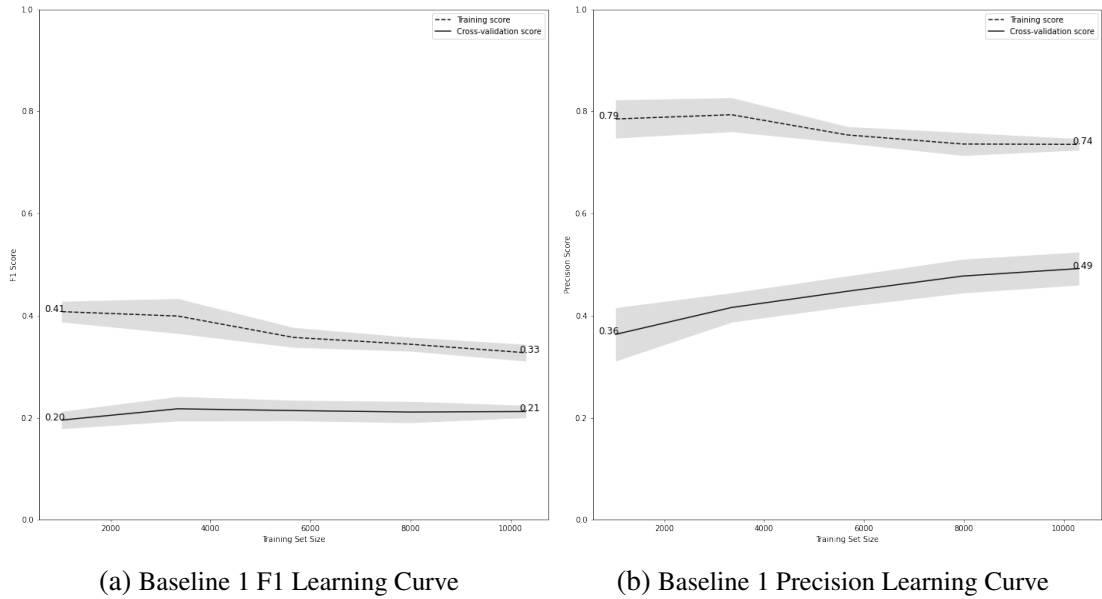 1.0
0.8
0.6
0.4
0.2
0.0
F1 Score
Training score
Cross-validation score
0.41
0.33
0.20
0.21
2000 4000 6000 8000 10000
Training Set Size
(a) Baseline 1 F1 Learning Curve
1.0
0.8
0.6
0.4
0.2
0.0
Precision Score
Training score
Cross-validation score
0.79
0.74
0.36
0.49
2000 4000 6000 8000 10000
Training Set Size
(b) Baseline 1 Precision Learning Curve